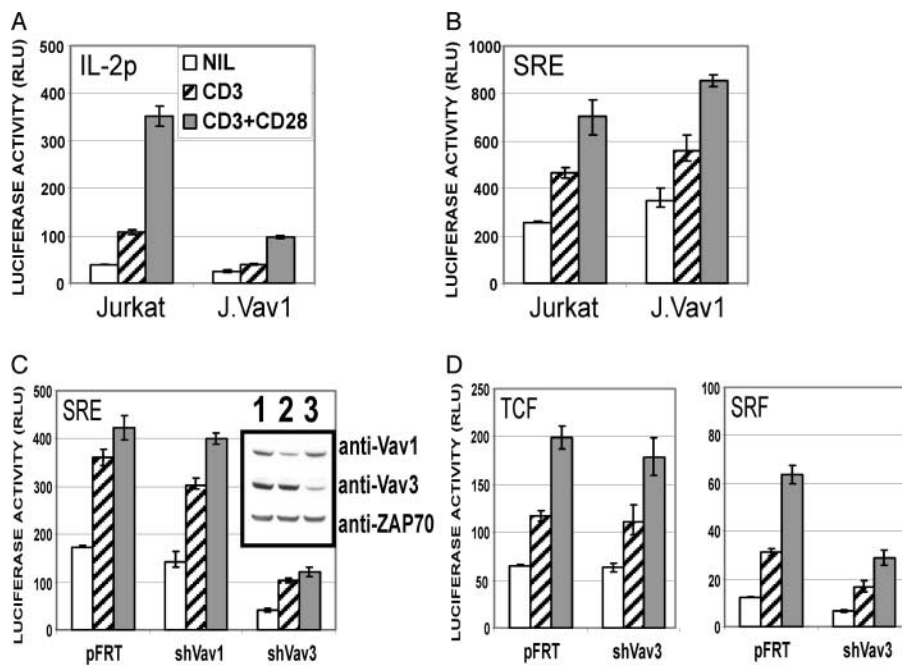 A
LUCIFERASE ACTIVITY (RLU)
500
400
300
200
100
0
IL-2p
NIL
CD3
CD3+CD28
Jurkat J.Vav1
B
LUCIFERASE ACTIVITY (RLU)
1000
800
600
400
200
0
SRE
Jurkat J.Vav1
C
LUCIFERASE ACTIVITY (RLU)
500
400
300
200
100
0
SRE
1 2 3
anti-Vav1
anti-Vav3
anti-ZAP70
pFRT shVav1 shVav3
D
LUCIFERASE ACTIVITY (RLU)
250
200
150
100
50
0
TCF
pFRT shVav3
100
80
60
40
20
0
SRF
pFRT shVav3